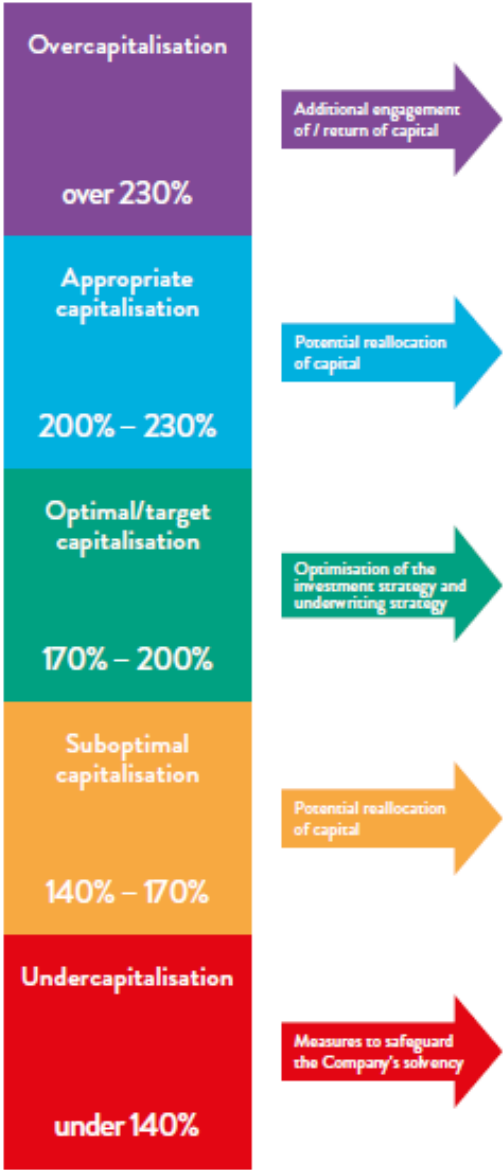 Overcapitalisation
over 230%
Additional engagement
of / return of capital
Appropriate
capitalisation
200% – 230%
Potential reallocation
of capital
Optimal/target
capitalisation
170% – 200%
Optimisation of the
investment strategy and
underwriting strategy
Suboptimal
capitalisation
140% – 170%
Potential reallocation
of capital
Undercapitalisation
under 140%
Measures to safeguard
the Company's solvency